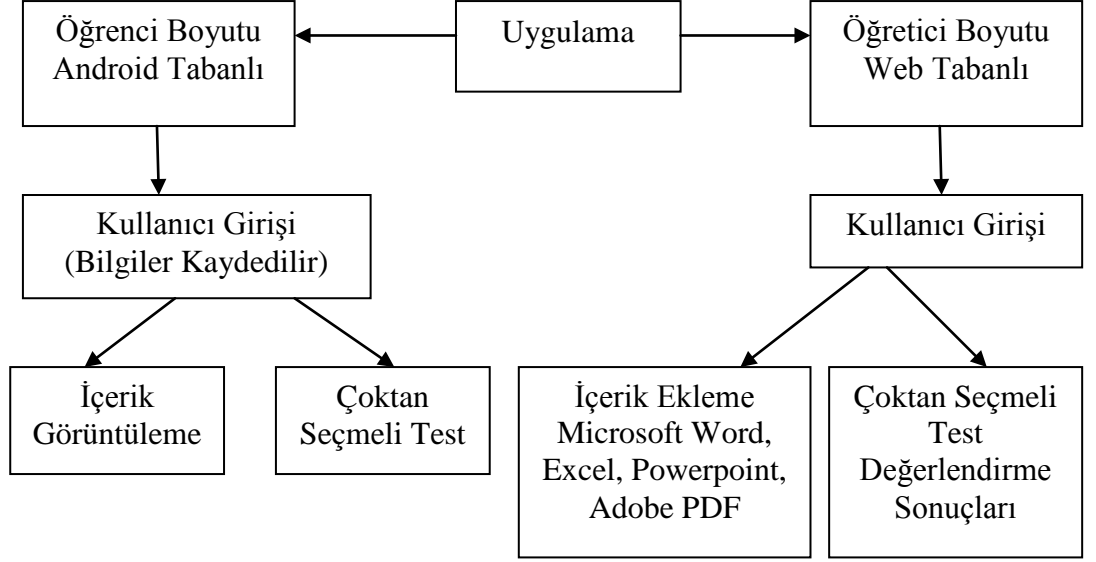 Öğrenci Boyutu
Android Tabanlı
Uygulama
Öğretici Boyutu
Web Tabanlı
Kullanıcı Girişi
(Bilgiler Kaydedilir)
Kullanıcı Girişi
İçerik
Görüntüleme
Çoktan
Seçmeli Test
İçerik Ekleme
Microsoft Word,
Excel, Powerpoint,
Adobe PDF
Çoktan Seçmeli
Test
Değerlendirme
Sonuçları